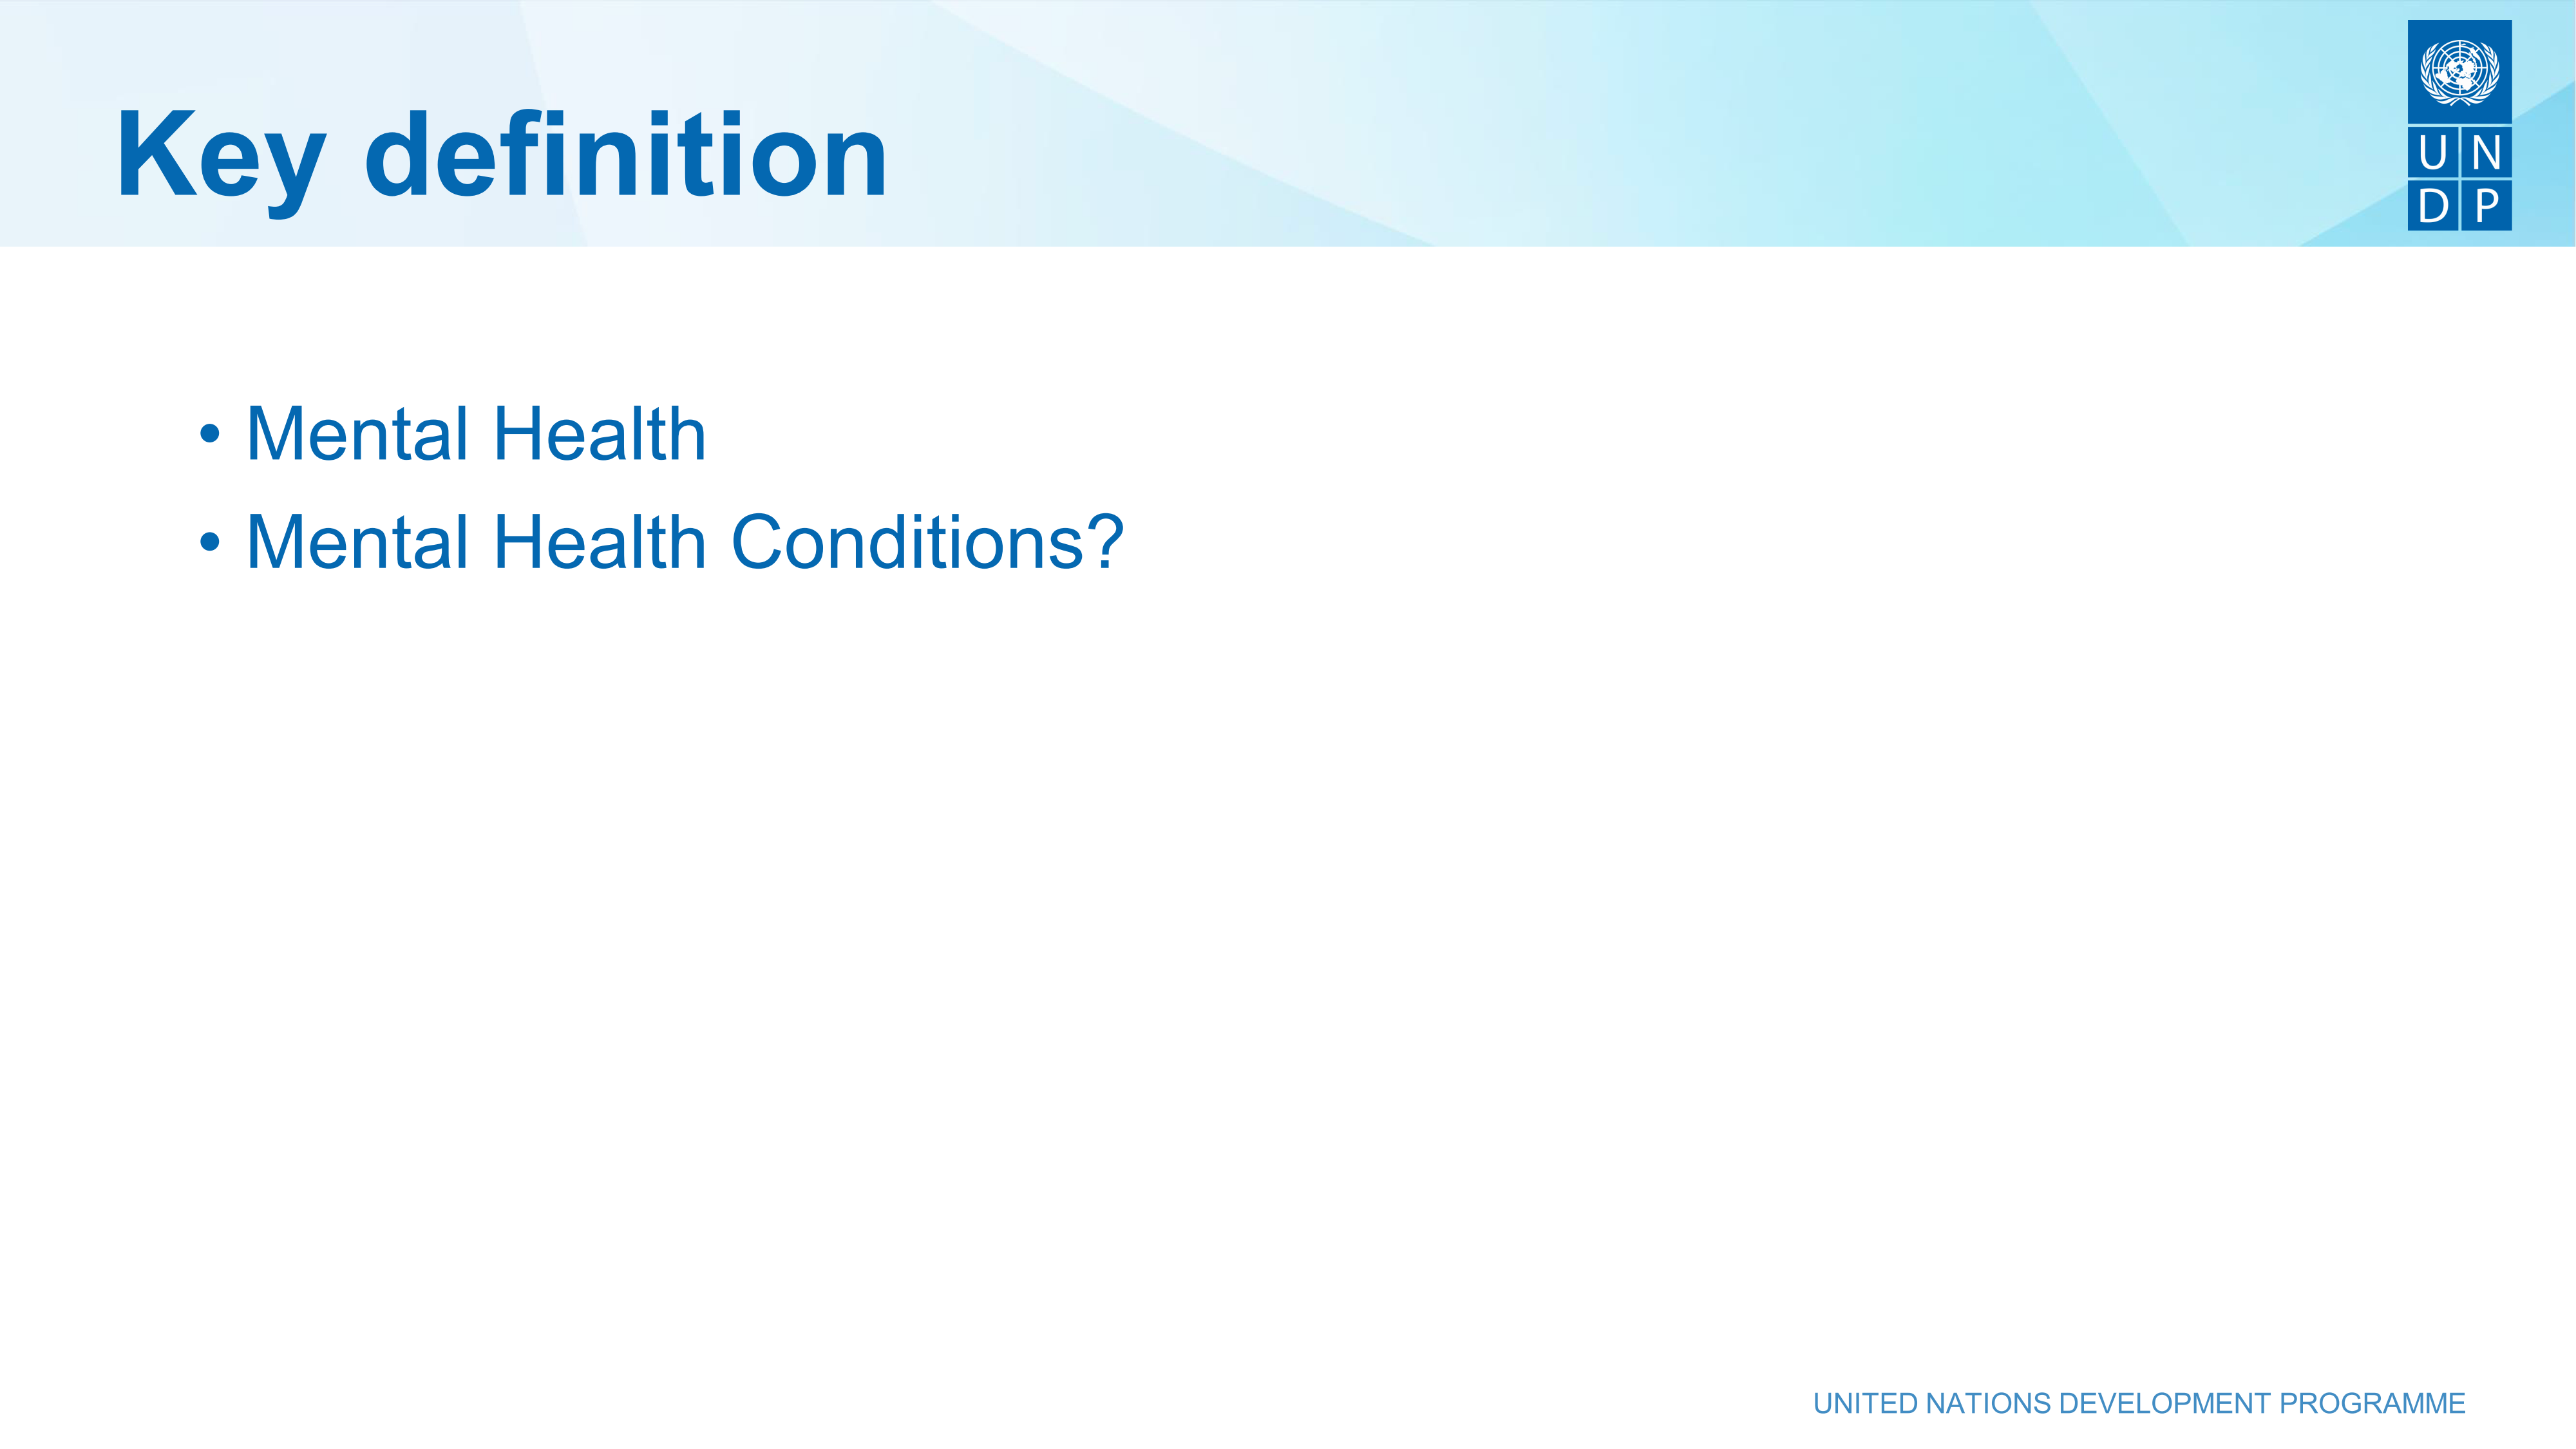 Key definition
U N
D P
• Mental Health
• Mental Health Conditions?
UNITED NATIONS DEVELOPMENT PROGRAMME